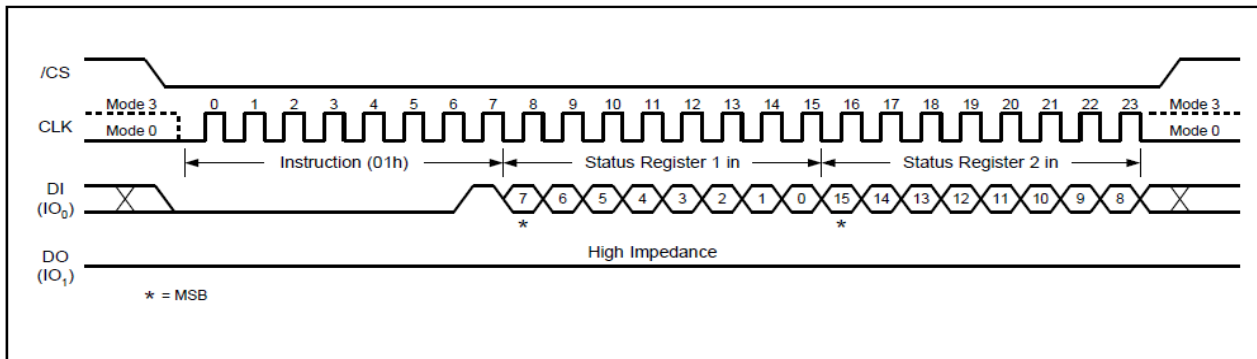 /CS
Mode 3 0 1 2 3 4 5 6 7 8 9 10 11 12 13 14 15 16 17 18 19 20 21 22 23 Mode 3
CLK
Mode 0 Mode 0
Instruction (01h) Status Register 1 in Status Register 2 in
DI
(IO0) 7 6 5 4 3 2 1 0 15 14 13 12 11 10 9 8
* *
DO High Impedance
(IO1)
* = MSB